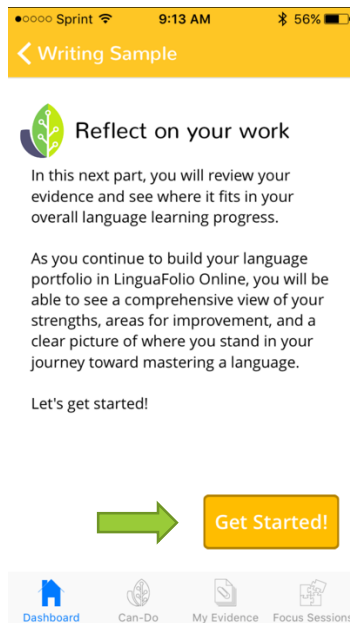 Sprint 9:13 AM 56%
Writing Sample
Reflect on your work
In this next part, you will review your
evidence and see where it fits in your
overall language learning progress.
As you continue to build your language
portfolio in LinguaFolio Online, you will be
able to see a comprehensive view of your
strengths, areas for improvement, and a
clear picture of where you stand in your
journey toward mastering a language.
Let's get started!
Get Started!
Dashboard Can-Do My Evidence Focus Sessions